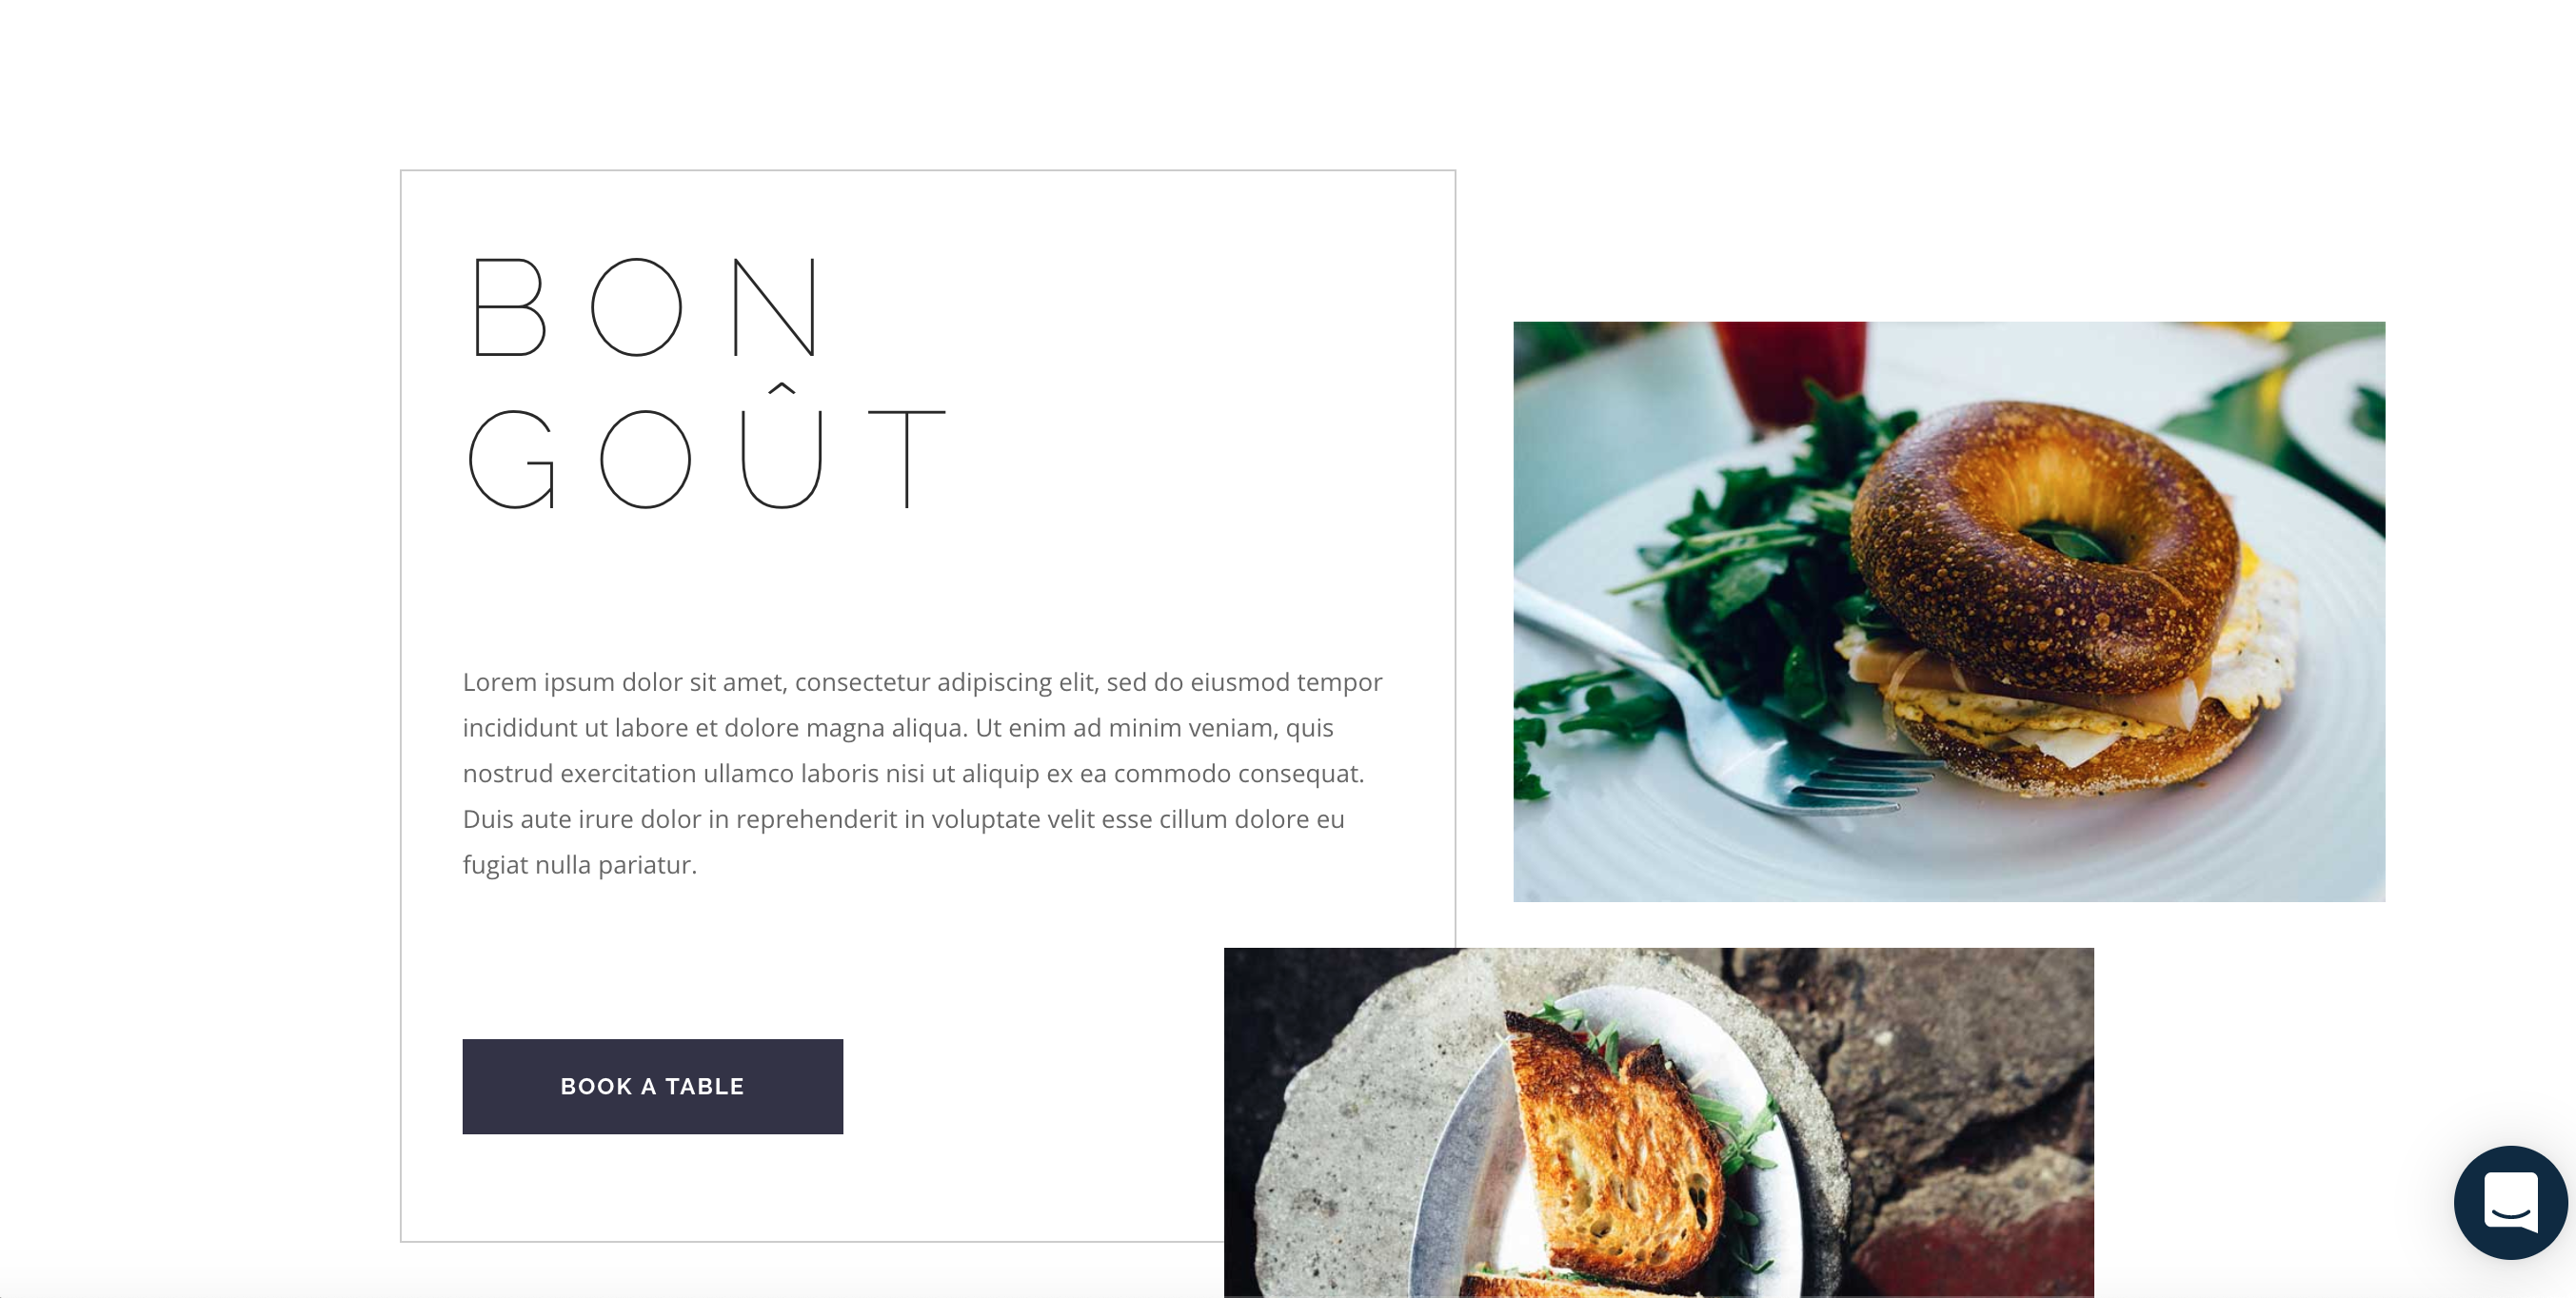 BON
GOÛT
Lorem ipsum dolor sit amet, consectetur adipiscing elit, sed do eiusmod tempor
incididunt ut labore et dolore magna aliqua. Ut enim ad minim veniam, quis
nostrud exercitation ullamco laboris nisi ut aliquip ex ea commodo consequat.
Duis aute irure dolor in reprehenderit in voluptate velit esse cillum dolore eu
fugiat nulla pariatur.
BOOK A TABLE